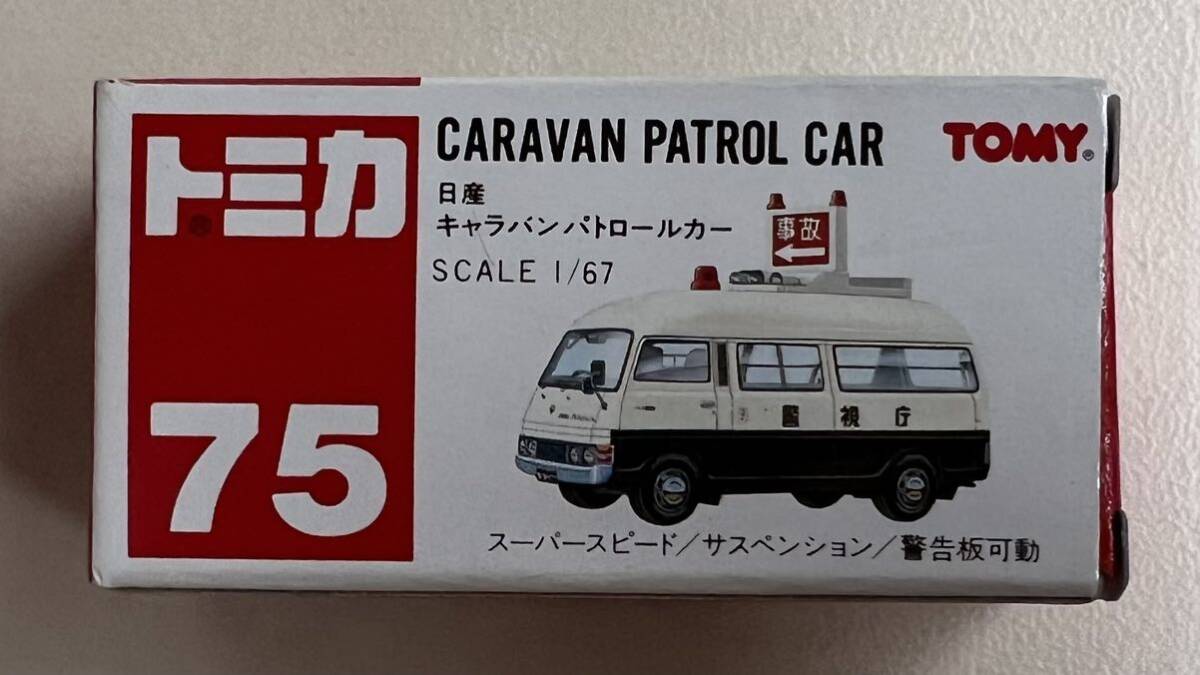 トミカ®
75
CARAVAN PATROL CAR
TOMY®
日産
キャラバンパトロールカー
SCALE 1/67
事故
警視庁
スーパースピード/サスペンション/警告板可動